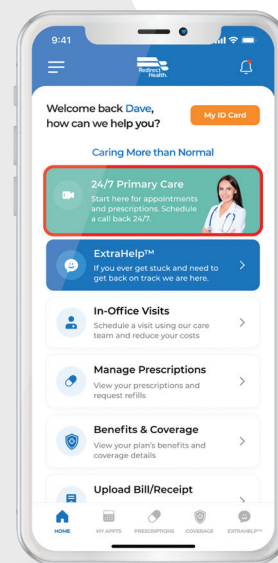 9:41
Redirect
Health.
Welcome back Dave,
how can we help you?
My ID Card
Caring More than Normal
24/7 Primary Care
Start here for appointments
and prescriptions. Schedule
a call back 24/7.
ExtraHelp™
If you ever get stuck and need to
get back on track we are here.
In-Office Visits
Schedule a visit using our care
team and reduce your costs
Manage Prescriptions
View your prescriptions and
request refills
Benefits & Coverage
View your plan's benefits and
coverage details
Upload Bill/Receipt
HOME
MY APPTS
PRESCRIPTIONS
COVERAGE
EXTRAHELP™